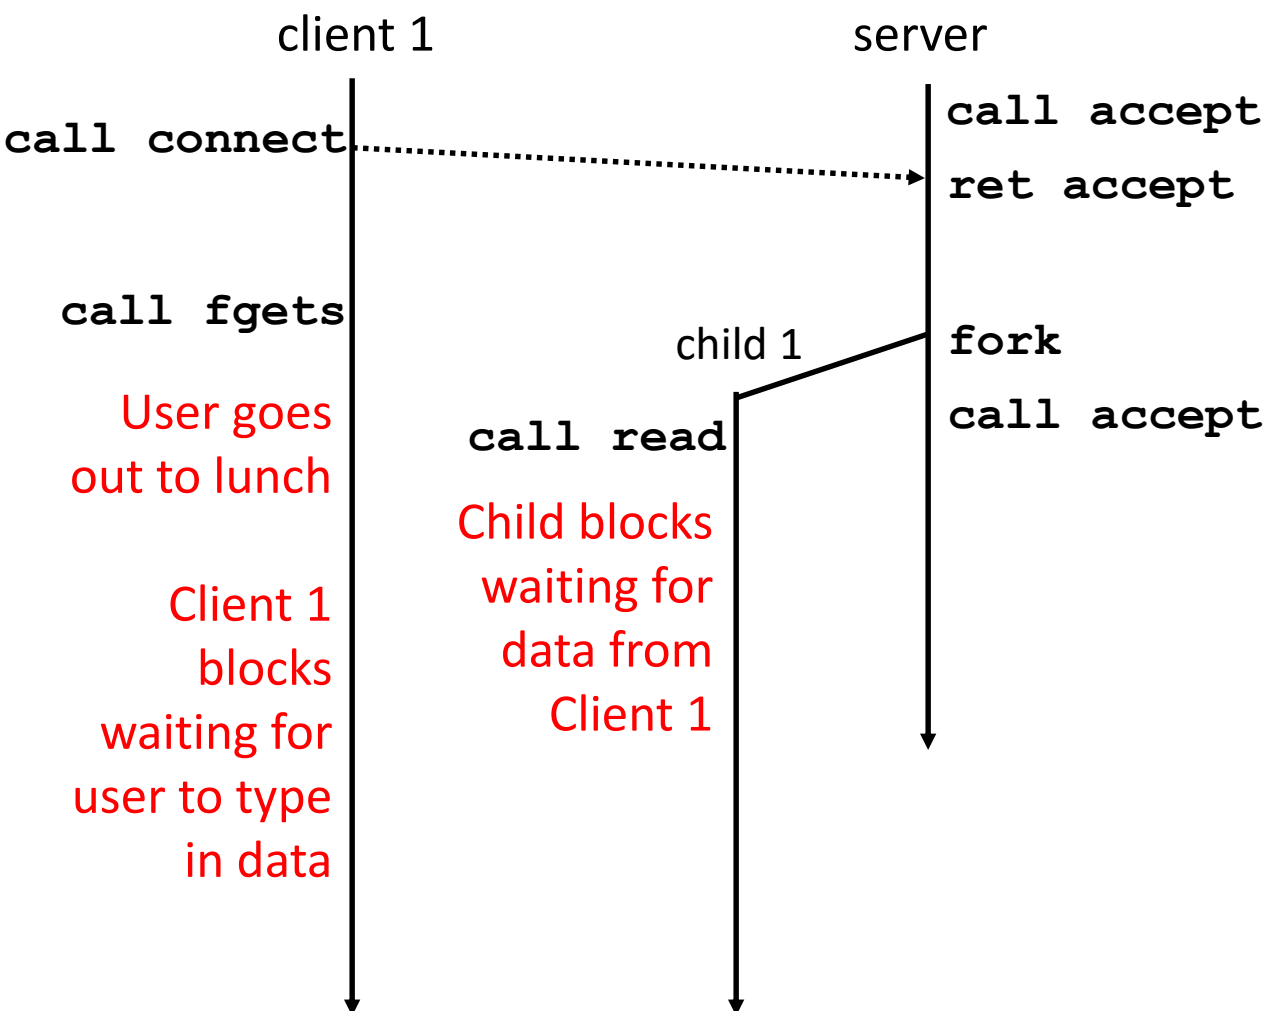 client 1
server
call accept
call connect
ret accept
call fgets
child 1
fork
User goes
out to lunch
call accept
call read
Child blocks
waiting for
data from
Client 1
Client 1
blocks
waiting for
user to type
in data